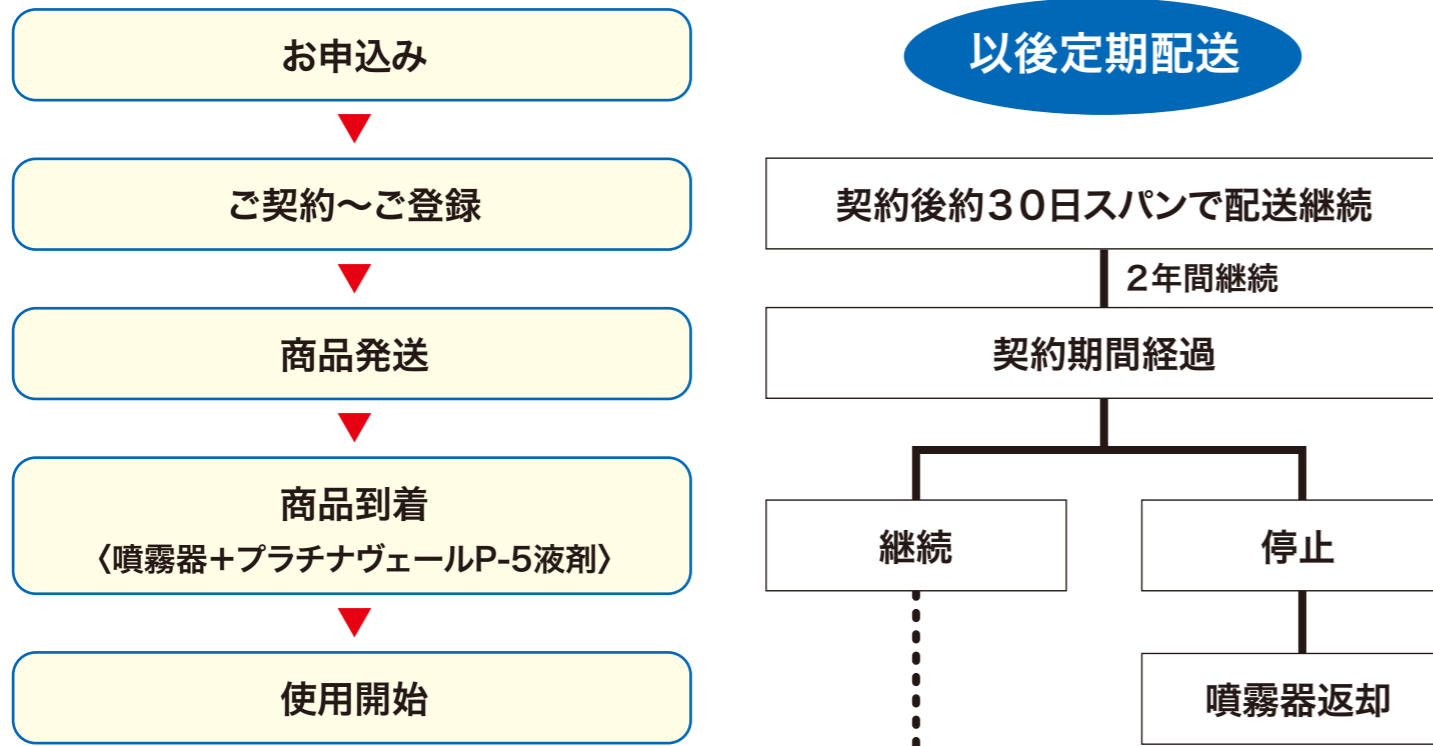 お申込み
ご契約～ご登録
商品発送
商品到着
〈噴霧器＋プラチナヴェールP-5液剤〉
使用開始
以後定期配送
契約後約３０日スパンで配送継続
２年間継続
契約期間経過
継続
停止
噴霧器返却